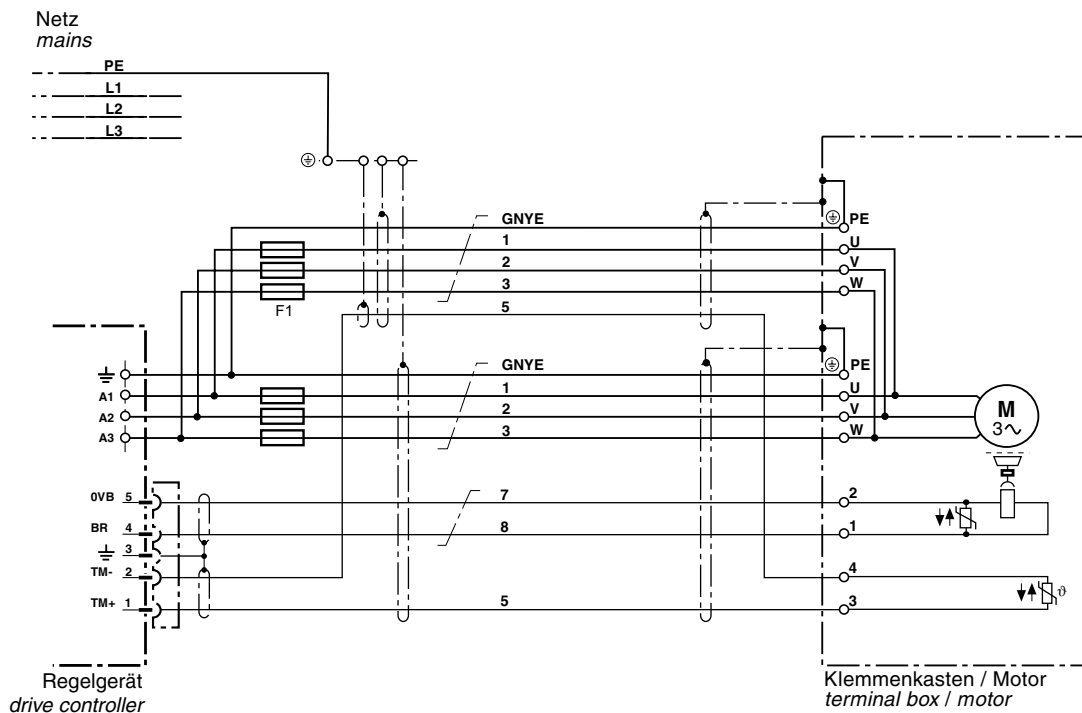 Netz
mains
PE
L1
L2
L3
GNYE
PE
1
U
2
V
3
W
F1
5
GNYE
PE
A1
1
U
A2
2
V
M
A3
3
W
3
0VB 5
7
2
BR 4
8
1
3
TM- 2
4
TM+ 1
5
3
ϑ
Regelgerät
drive controller
Klemmenkasten / Motor
terminal box / motor